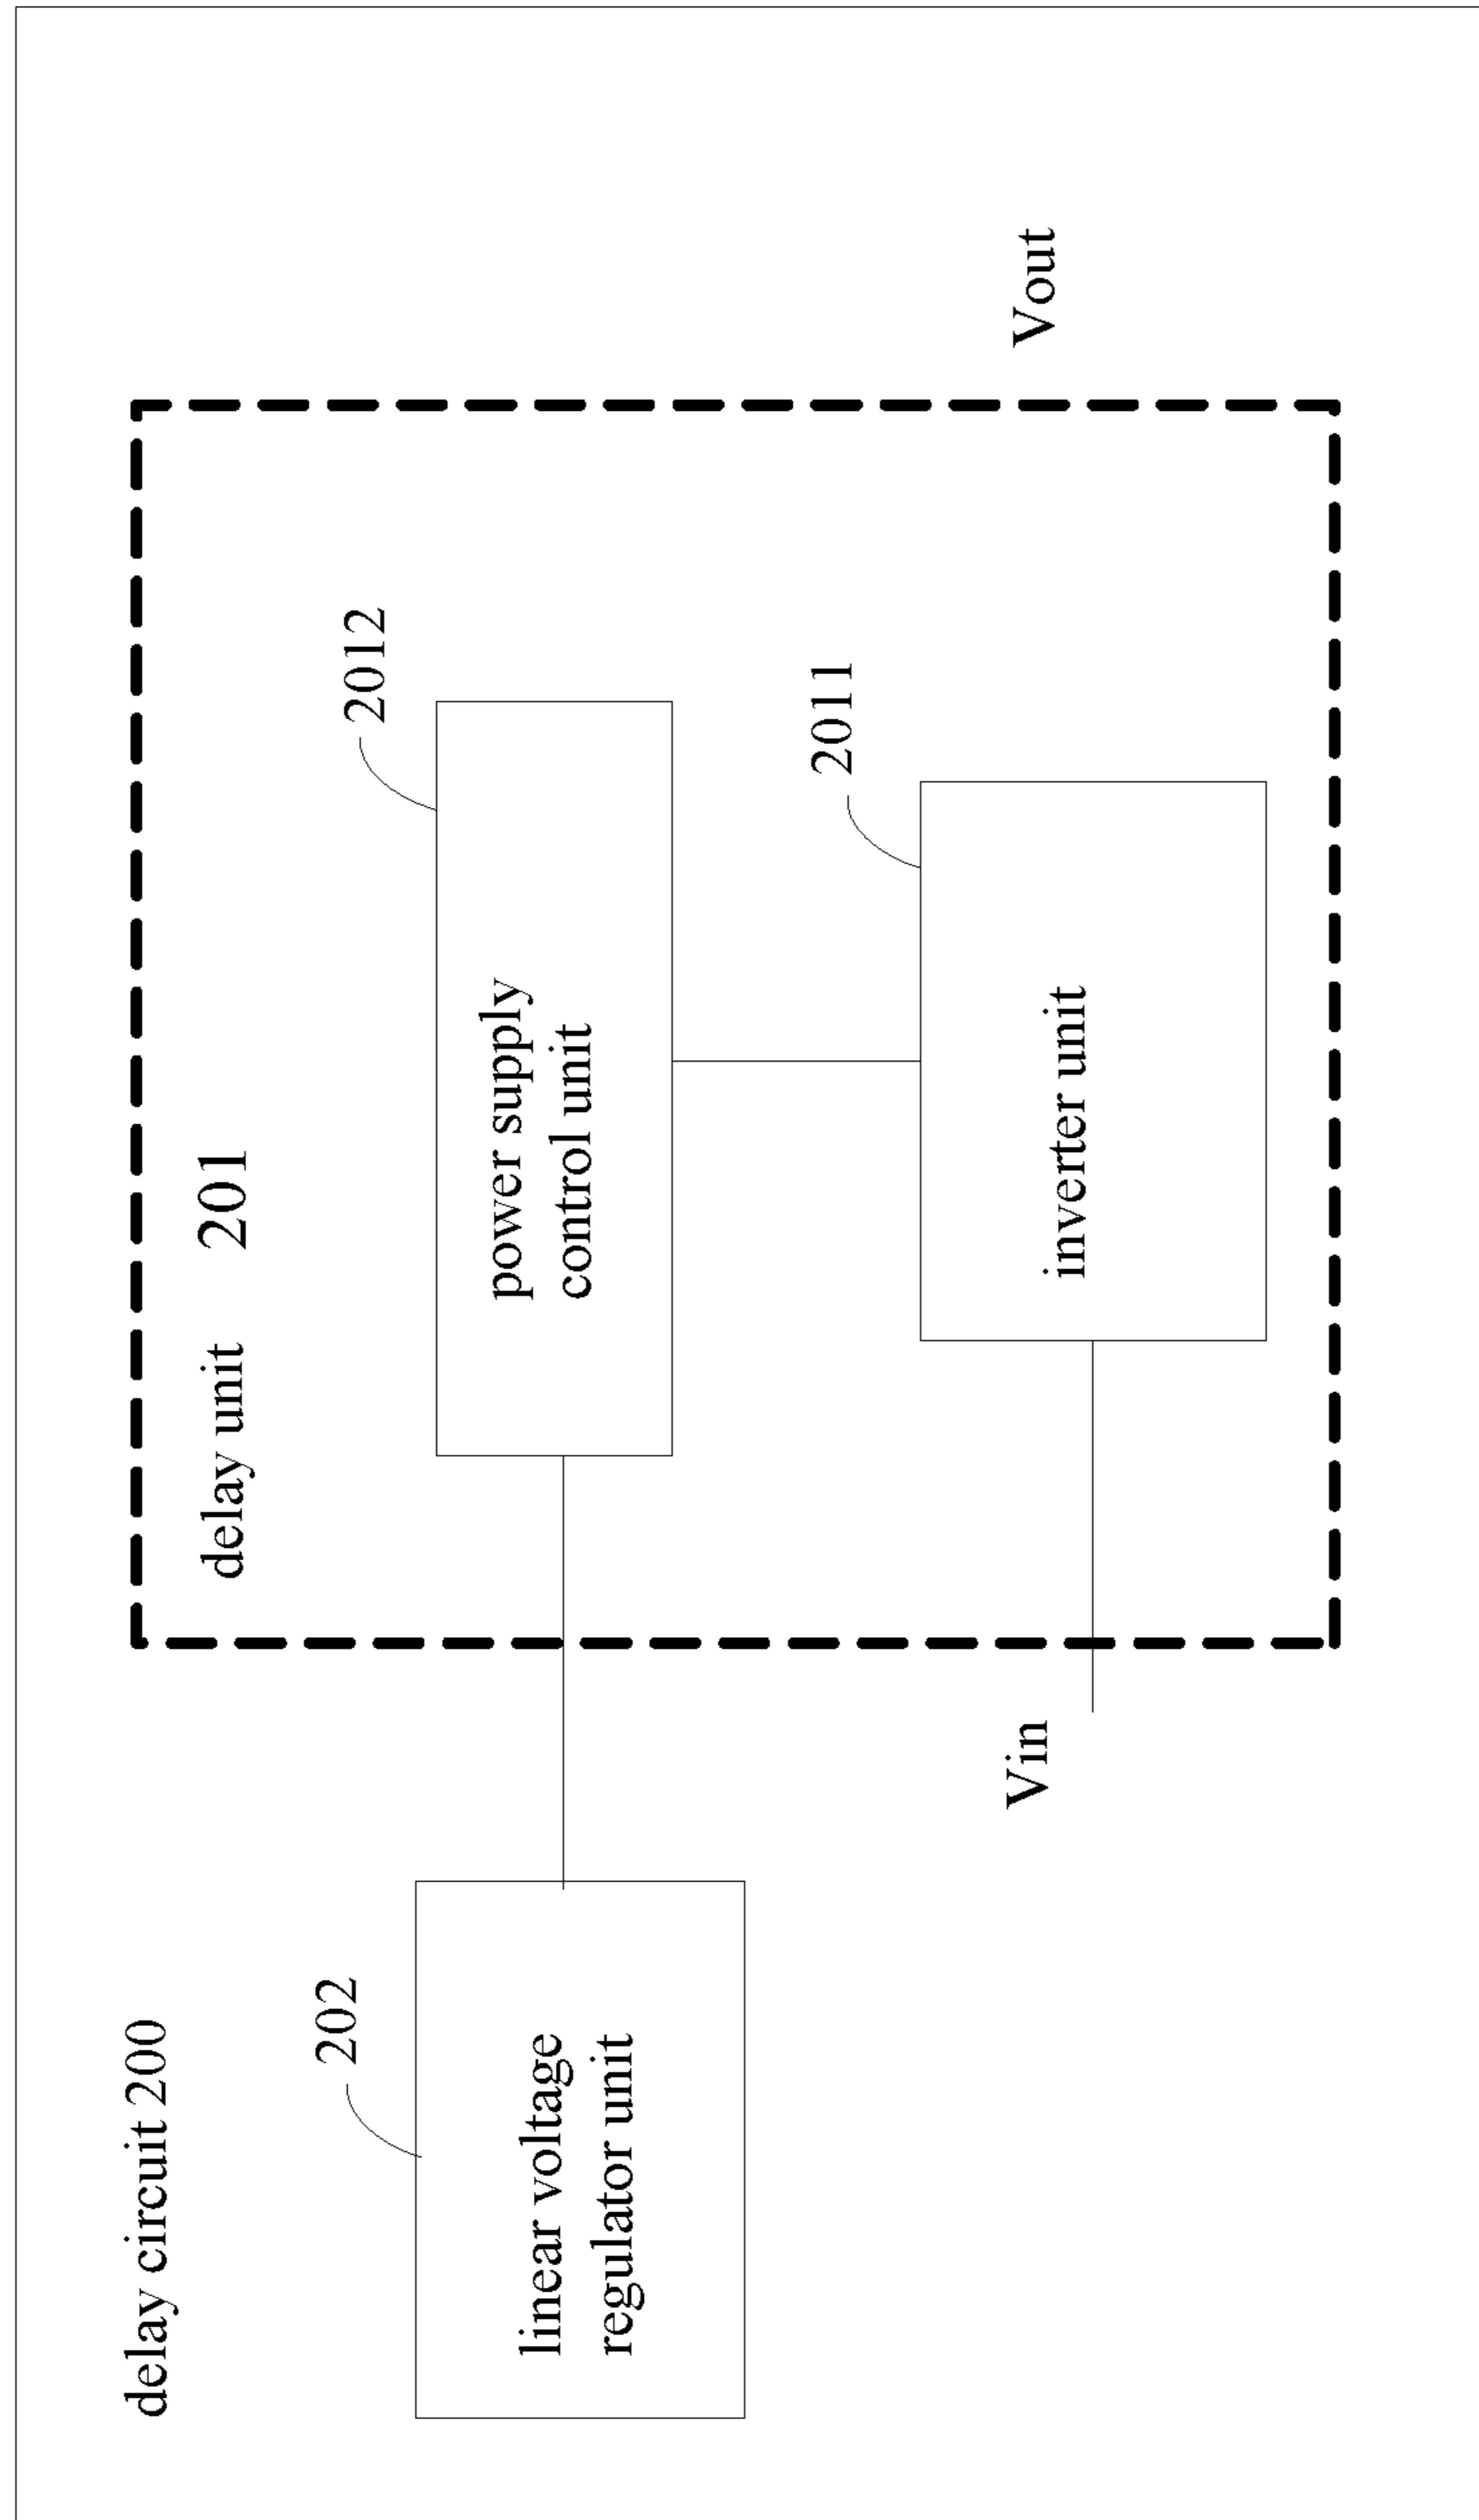 delay circuit 200
delay unit 201
202
2012
linear voltage
regulator unit
power supply
control unit
2011
Vin
inverter unit
Vout